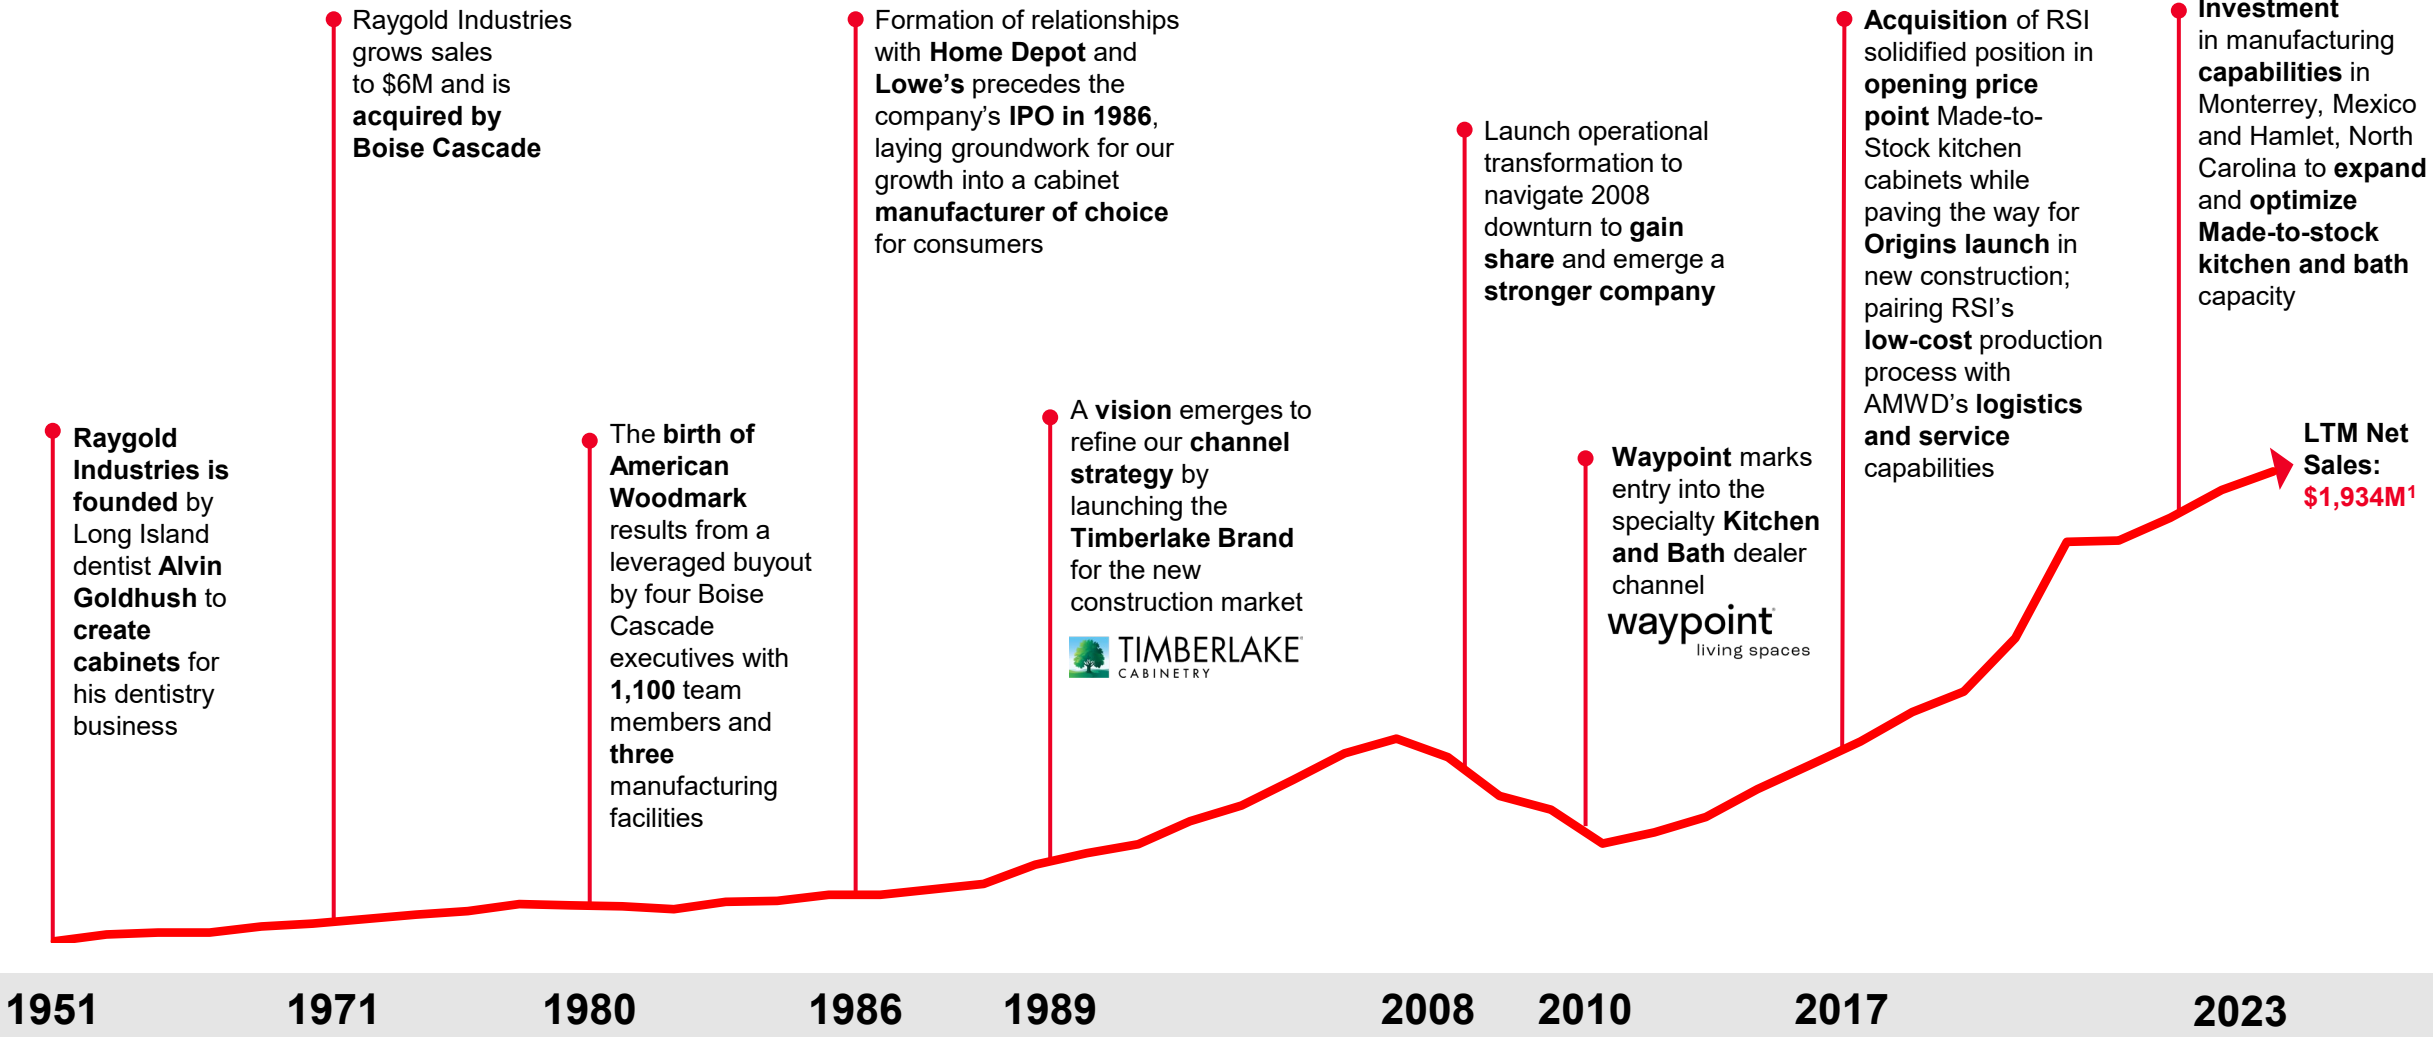 Raygold
Industries is
founded by
Long Island
dentist Alvin
Goldhush to
create
cabinets for
his dentistry
business
Raygold Industries
grows sales
to $6M and is
acquired by
Boise Cascade
The birth of
American
Woodmark
results from a
leveraged buyout
by four Boise
Cascade
executives with
1,100 team
members and
three
manufacturing
facilities
Formation of relationships
with Home Depot and
Lowe’s precedes the
company’s IPO in 1986,
laying groundwork for our
growth into a cabinet
manufacturer of choice
for consumers
A vision emerges to
refine our channel
strategy by
launching the
Timberlake Brand
for the new
construction market
TIMBERLAKE
CABINETRY
Launch operational
transformation to
navigate 2008
downturn to gain
share and emerge a
stronger company
Waypoint marks
entry into the
specialty Kitchen
and Bath dealer
channel
waypoint
living spaces
Acquisition of RSI
solidified position in
opening price
point Made-to-
Stock kitchen
cabinets while
paving the way for
Origins launch in
new construction;
pairing RSI’s
low-cost production
process with
AMWD’s logistics
and service
capabilities
Investment
in manufacturing
capabilities in
Monterrey, Mexico
and Hamlet, North
Carolina to expand
and optimize
Made-to-stock
kitchen and bath
capacity
LTM Net
Sales:
$1,934M¹
1951 1971 1980 1986 1989 2008 2010 2017 2023